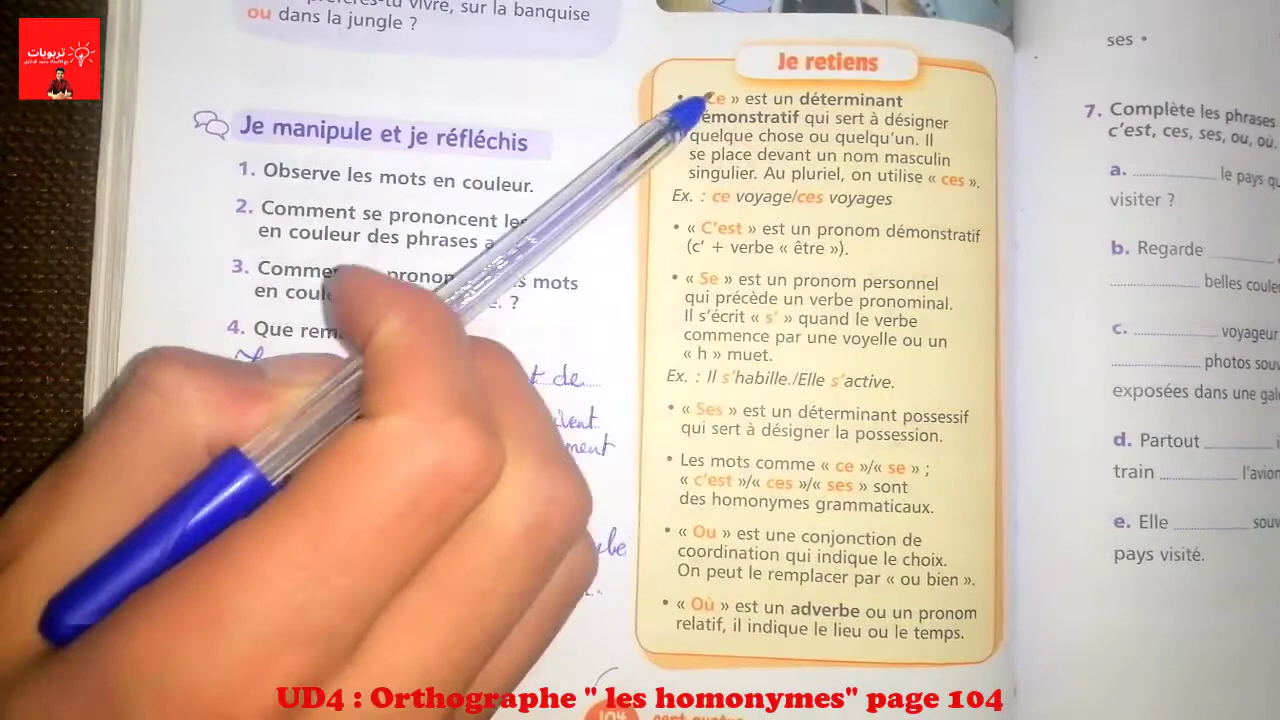 تربويات
vivre, sur la banquise
ou dans la jungle ?
Je manipule et je réfléchis
1. Observe les mots en couleur.
2. Comment se prononcent les
en couleur des phrases a
3. mots
en
4. Que
t de
ment
Je retiens
» est un déterminant
démonstratif qui sert à désigner
quelque chose ou quelqu'un. Il
se place devant un nom masculin
singulier. Au pluriel, on utilise « ces ».
Ex. : ce voyage/ces voyages
• « C'est » est un pronom démonstratif
(c' + verbe « être »).
• « Se » est un pronom personnel
qui précède un verbe pronominal.
Il s'écrit « s' » quand le verbe
commence par une voyelle ou un
« h » muet.
Ex. : Il s'habille./Elle s'active.
• « Ses » est un déterminant possessif
qui sert à désigner la possession.
• Les mots comme « ce »/« se » ;
« c'est »/« ces »/« ses » sont
des homonymes grammaticaux.
• « Ou » est une conjonction de
coordination qui indique le choix.
On peut le remplacer par « ou bien ».
• « Où » est un adverbe ou un pronom
relatif, il indique le lieu ou le temps.
104
ses •
7. Complète les phrases
c'est, ces, ses, ou, où.
a. ............ le pays
visiter ?
b. Regarde ............
............ belles
c. ............ voyageur
............ photos
exposées dans une
d. Partout ............
train ............ l'avion
e. Elle ............
pays visité.
UD4 : Orthographe " les homonymes" page 104